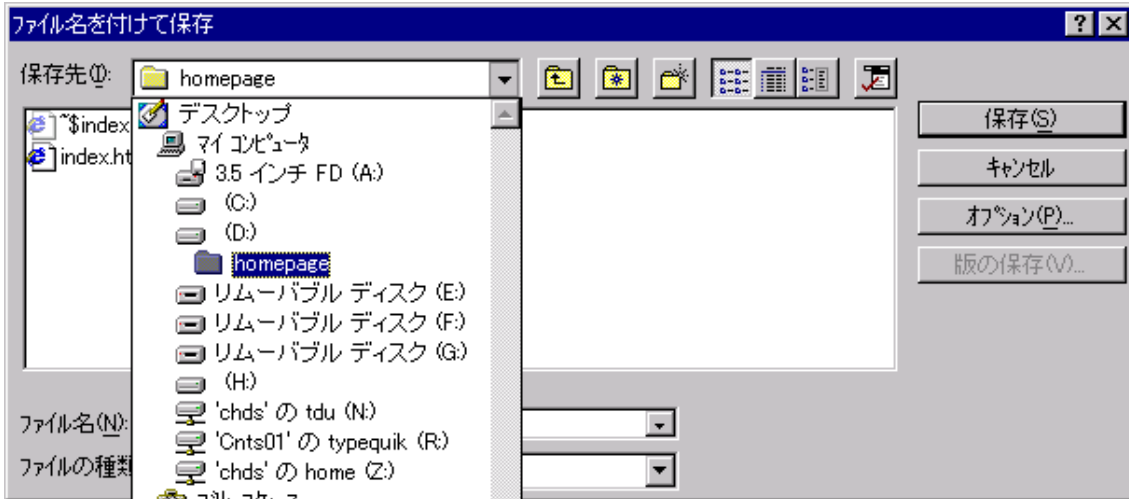 ファイル名を付けて保存
保存先(I):
homepage
~$index
index.ht
デスクトップ
マイ コンピュータ
3.5 インチ FD (A:)
(C:)
(D:)
homepage
リムーバブル ディスク (E:)
リムーバブル ディスク (F:)
リムーバブル ディスク (G:)
(H:)
'chds' の tdu (N:)
'Cnts01' の typequik (R:)
'chds' の home (Z:)
保存(S)
キャンセル
オプション(P)...
版の保存(V)...
ファイル名(N):
ファイルの種類